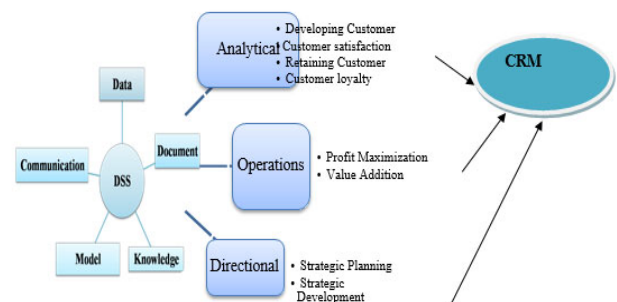 Data
Communication
Document
DSS
Model
Knowledge
Analytical
• Developing Customer
• Customer satisfaction
• Retaining Customer
• Customer loyalty
Operations
• Profit Maximization
• Value Addition
Directional
• Strategic Planning
• Strategic
Development
CRM